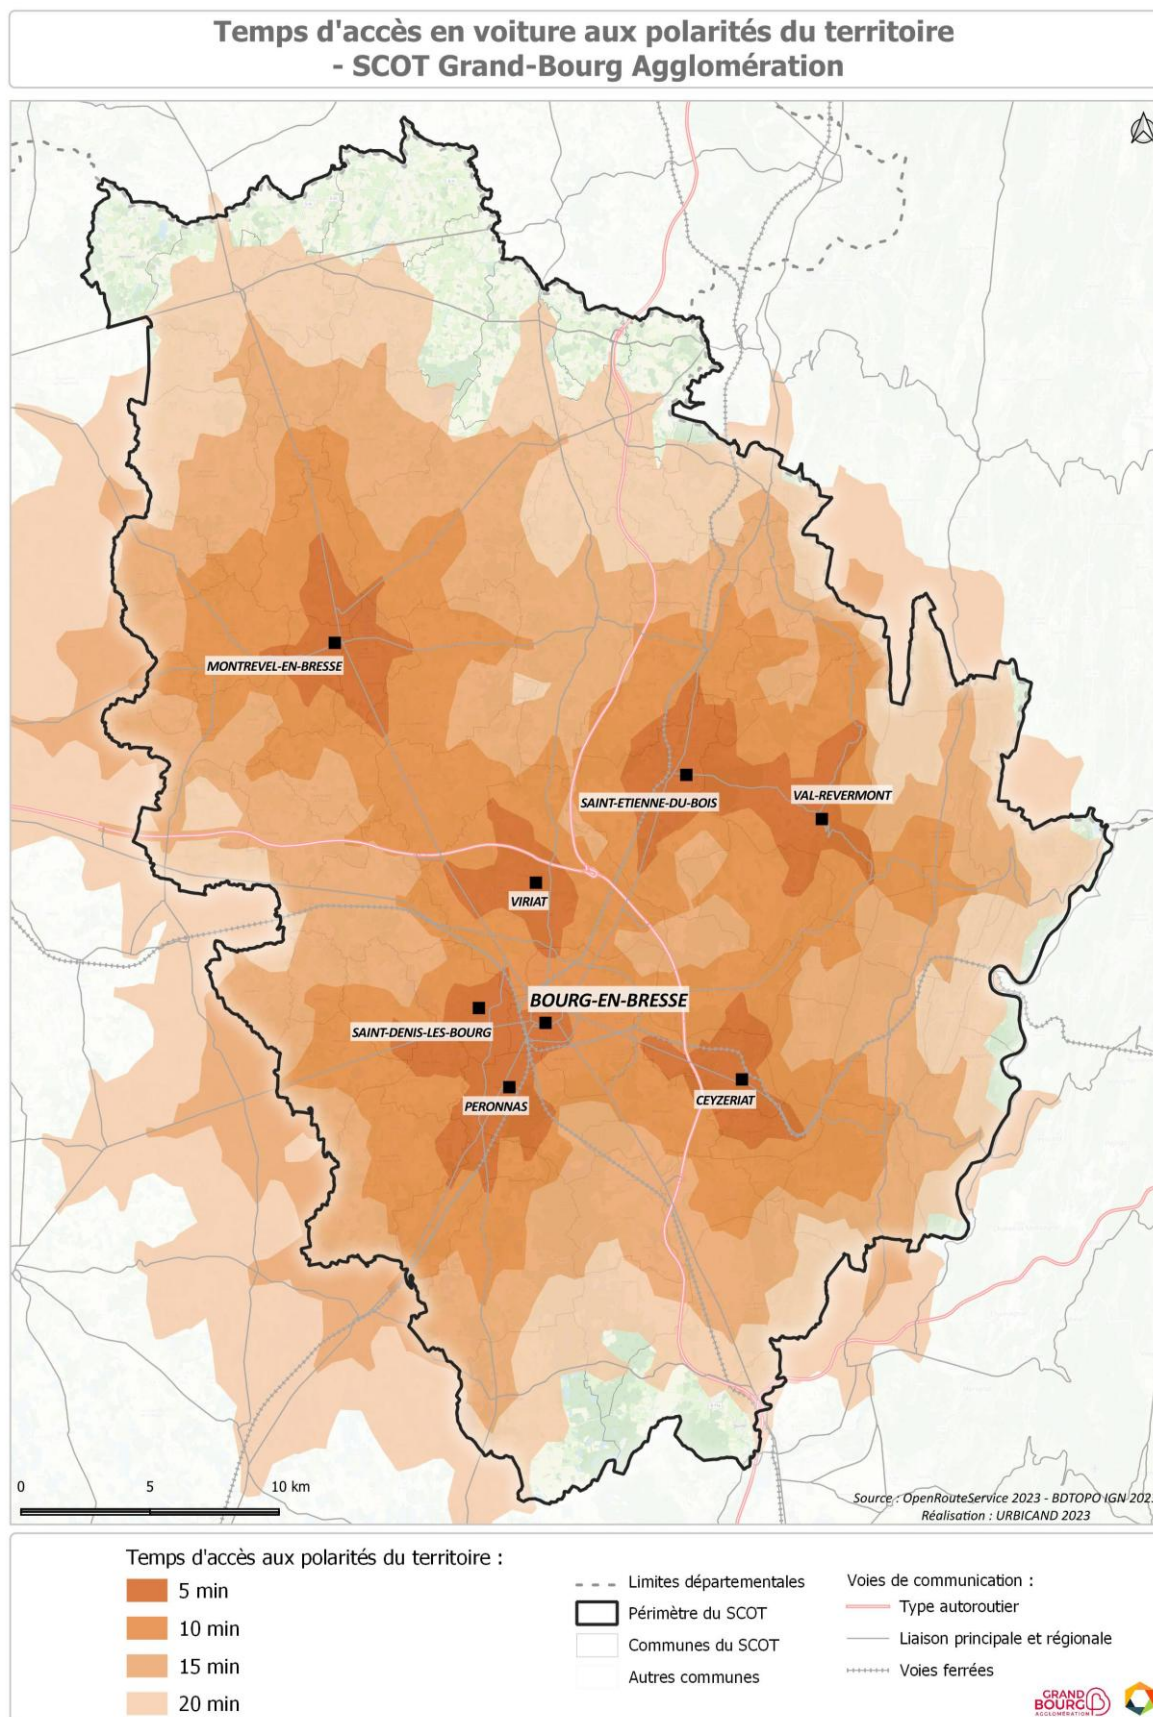 Temps d'accès en voiture aux polarités du territoire
- SCOT Grand-Bourg Agglomération
MONTREVEL-EN-BRESSE
SAINT-ETIENNE-DU-BOIS
VAL-REVERMONT
VIRIAT
BOURG-EN-BRESSE
SAINT-DENIS-LES-BOURG
PERONNAS
CEYZERIAT
0 5 10 km
Source : OpenRouteService 2023 - BDTOPO IGN
Réalisation : URBICAND 2023
Temps d'accès aux polarités du territoire :
5 min
10 min
15 min
20 min
Limites départementales
Périmètre du SCOT
Communes du SCOT
Autres communes
Voies de communication :
Type autoroutier
Liaison principale et régionale
Voies ferrées
GRAND
BOURG
AGGLOMÉRATION